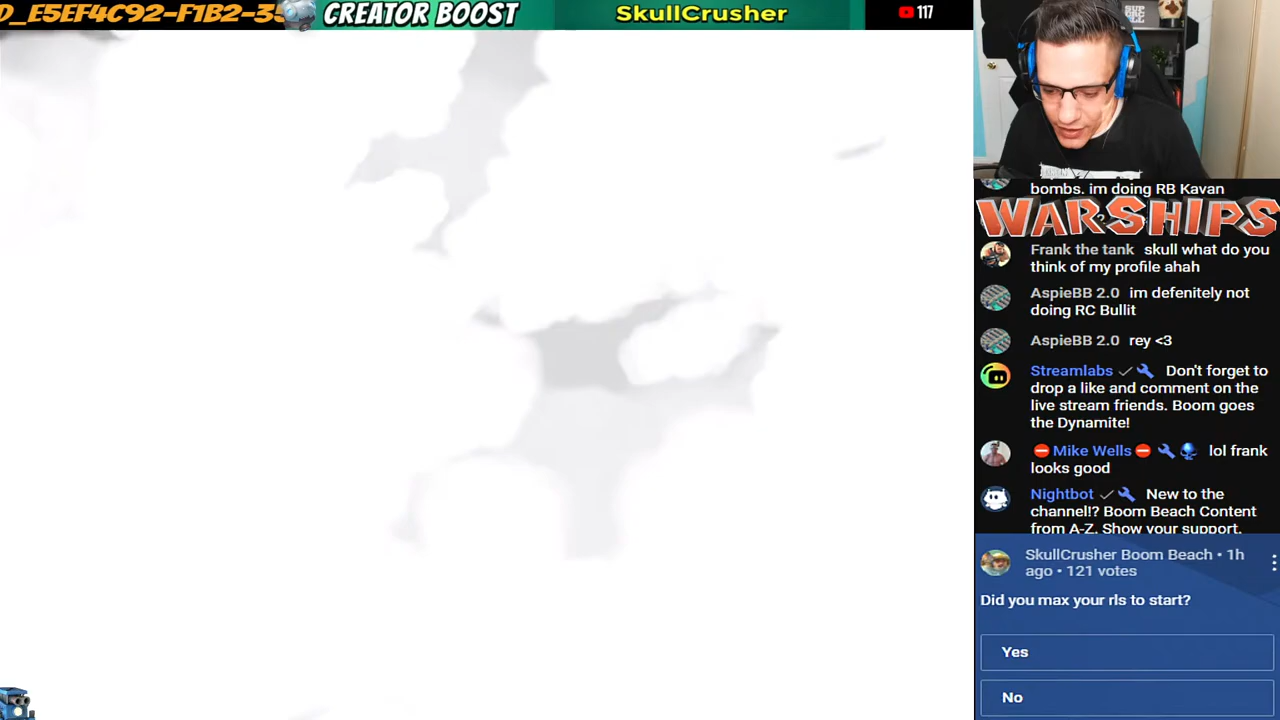 D_E5EF4C92-F1B2-35
CREATOR BOOST
SkullCrusher
117
bombs. im doing RB Kavan
WARSHIPS
Frank the tank skull what do you
think of my profile ahah
AspieBB 2.0 im defenitely not
doing RC Bullit
AspieBB 2.0 rey <3
Streamlabs Don't forget to
drop a like and comment on the
live stream friends. Boom goes
the Dynamite!
Mike Wells lol frank
looks good
Nightbot New to the
channel!? Boom Beach Content
from A-Z. Show your support.
SkullCrusher Boom Beach • 1h
ago • 121 votes
Did you max your rls to start?
Yes
No